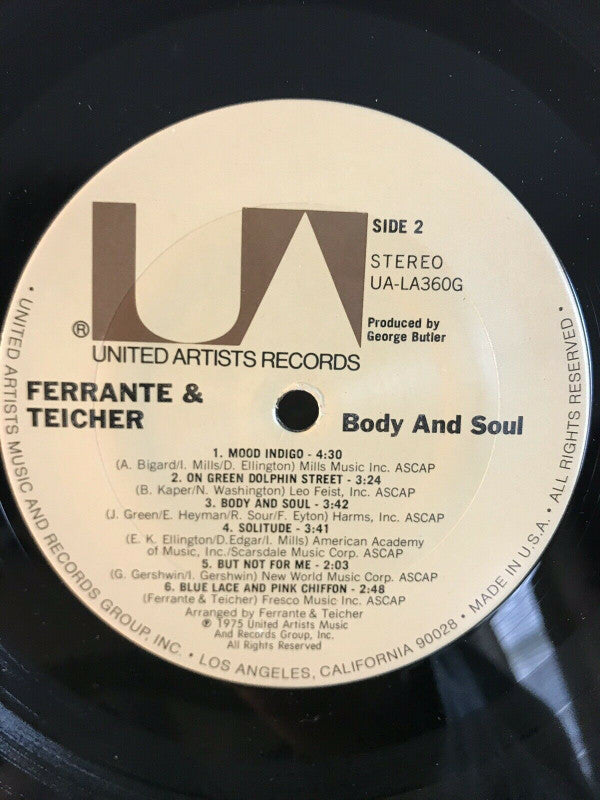 UA
®
UNITED ARTISTS RECORDS
SIDE 2
STEREO
UA-LA360G
Produced by
George Butler
FERRANTE &
TEICHER
Body And Soul
1. MOOD INDIGO - 4:30
(A. Bigard/I. Mills/D. Ellington) Mills Music Inc. ASCAP
2. ON GREEN DOLPHIN STREET - 3:24
(B. Kaper/N. Washington) Leo Feist, Inc. ASCAP
3. BODY AND SOUL - 3:42
(J. Green/E. Heyman/R. Sour/F. Eyton) Harms, Inc. ASCAP
4. SOLITUDE - 3:41
(E. K. Ellington/D.Edgar/I. Mills) American Academy
of Music, Inc./Scarsdale Music Corp. ASCAP
5. BUT NOT FOR ME - 2:03
(G. Gershwin/I. Gershwin) New World Music Corp. ASCAP
6. BLUE LACE AND PINK CHIFFON - 2:48
(Ferrante & Teicher) Fresco Music Inc. ASCAP
Arranged by Ferrante & Teicher
℗ 1975 United Artists Music
And Records Group, Inc.
All Rights Reserved
• UNITED ARTISTS MUSIC AND RECORDS GROUP, INC. • LOS ANGELES, CALIFORNIA 90028 • MADE IN U.S.A. • ALL RIGHTS RESERVED •